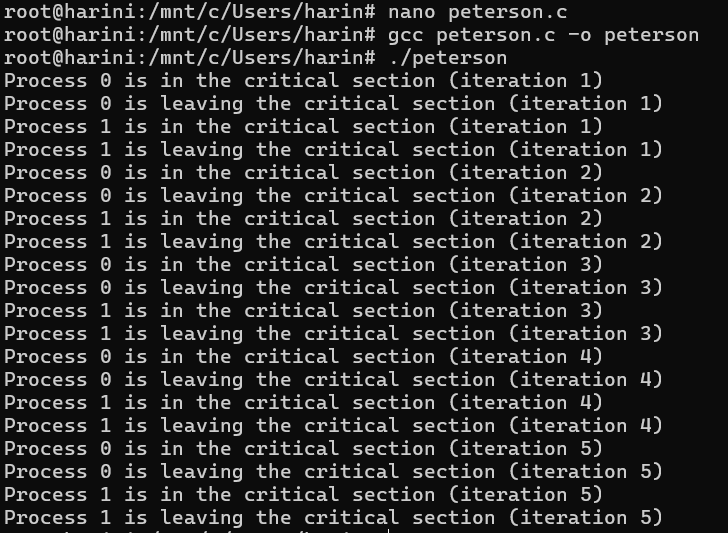 root@harini:/mnt/c/Users/harin# nano peterson.c
root@harini:/mnt/c/Users/harin# gcc peterson.c -o peterson
root@harini:/mnt/c/Users/harin# ./peterson
Process 0 is in the critical section (iteration 1)
Process 0 is leaving the critical section (iteration 1)
Process 1 is in the critical section (iteration 1)
Process 1 is leaving the critical section (iteration 1)
Process 0 is in the critical section (iteration 2)
Process 0 is leaving the critical section (iteration 2)
Process 1 is in the critical section (iteration 2)
Process 1 is leaving the critical section (iteration 2)
Process 0 is in the critical section (iteration 3)
Process 0 is leaving the critical section (iteration 3)
Process 1 is in the critical section (iteration 3)
Process 1 is leaving the critical section (iteration 3)
Process 0 is in the critical section (iteration 4)
Process 0 is leaving the critical section (iteration 4)
Process 1 is in the critical section (iteration 4)
Process 1 is leaving the critical section (iteration 4)
Process 0 is in the critical section (iteration 5)
Process 0 is leaving the critical section (iteration 5)
Process 1 is in the critical section (iteration 5)
Process 1 is leaving the critical section (iteration 5)